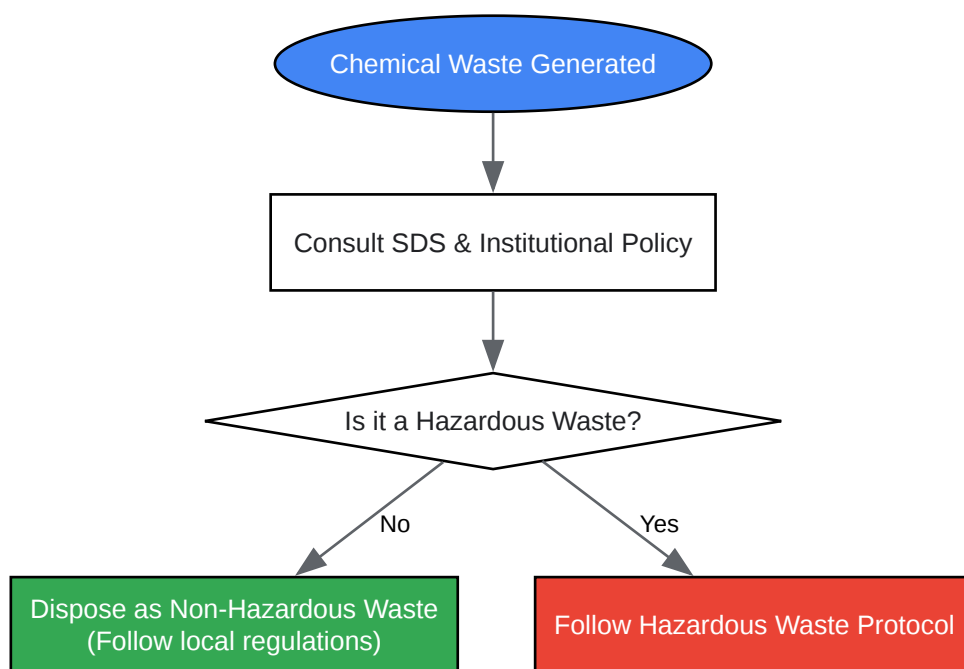 Chemical Waste Generated
Consult SDS & Institutional Policy
Is it a Hazardous Waste?
No
Yes
Dispose as Non-Hazardous Waste
(Follow local regulations)
Follow Hazardous Waste Protocol